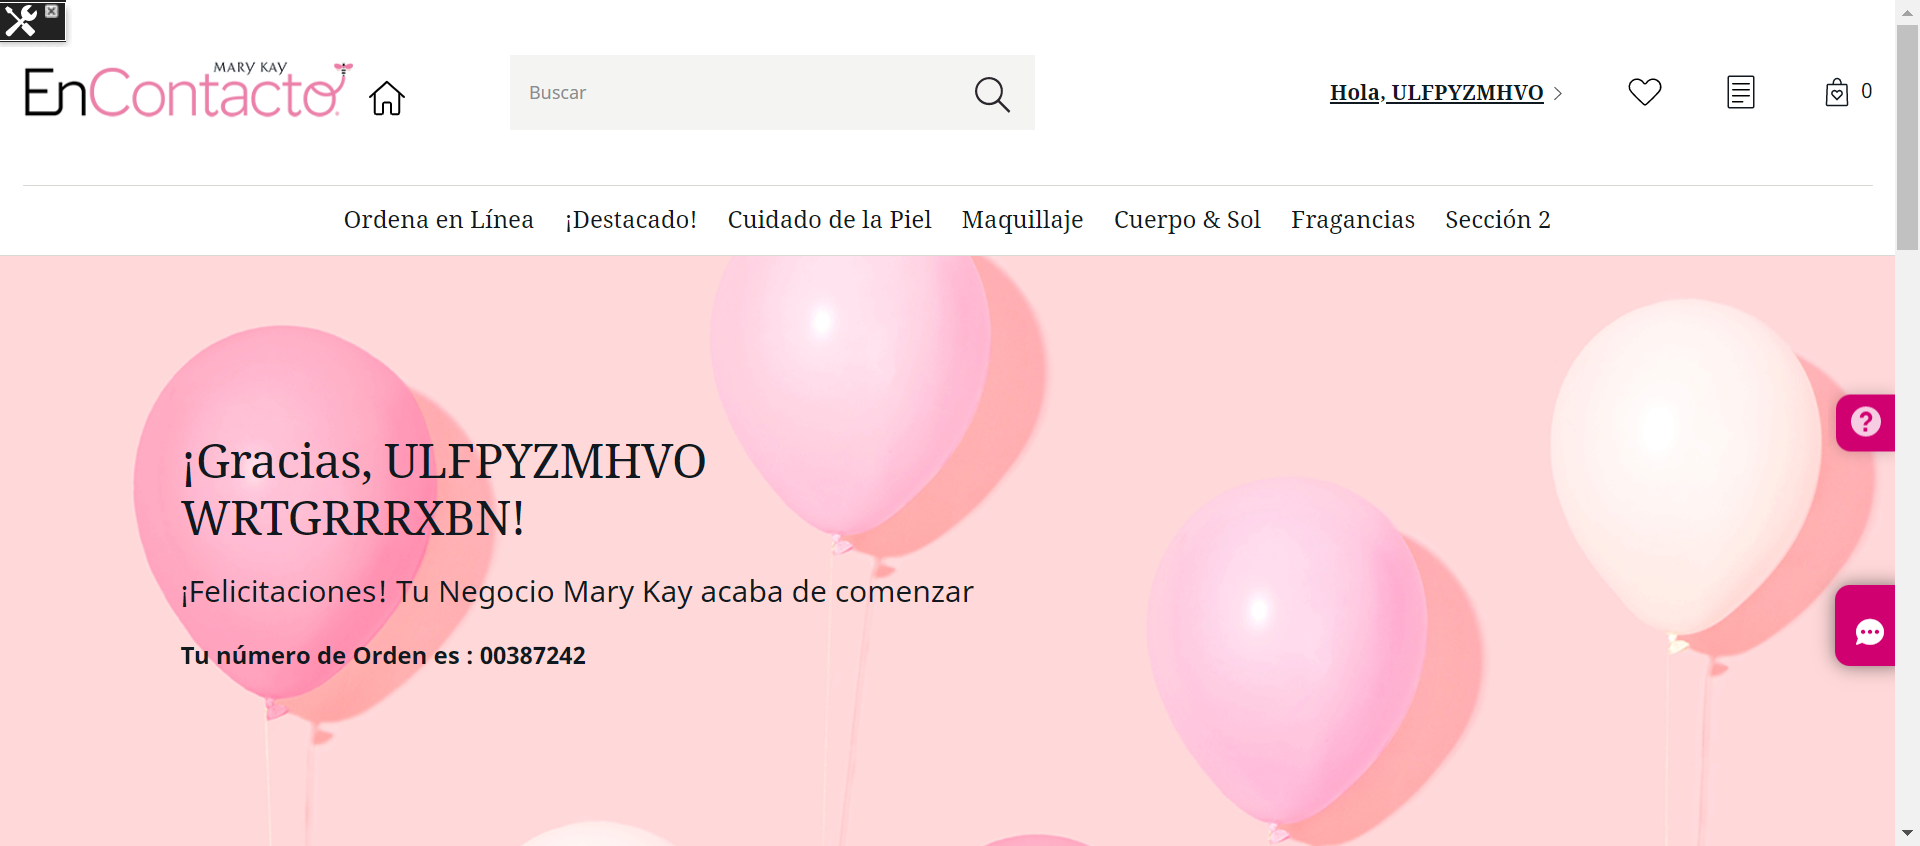 MARY KAY
EnContacto
Buscar
Hola, ULFPYZMHVO
0
Ordena en Línea ¡Destacado! Cuidado de la Piel Maquillaje Cuerpo & Sol Fragancias Sección 2
¡Gracias, ULFPYZMHVO
WRTGRRRXBN!
¡Felicitaciones! Tu Negocio Mary Kay acaba de comenzar
Tu número de Orden es : 00387242
?